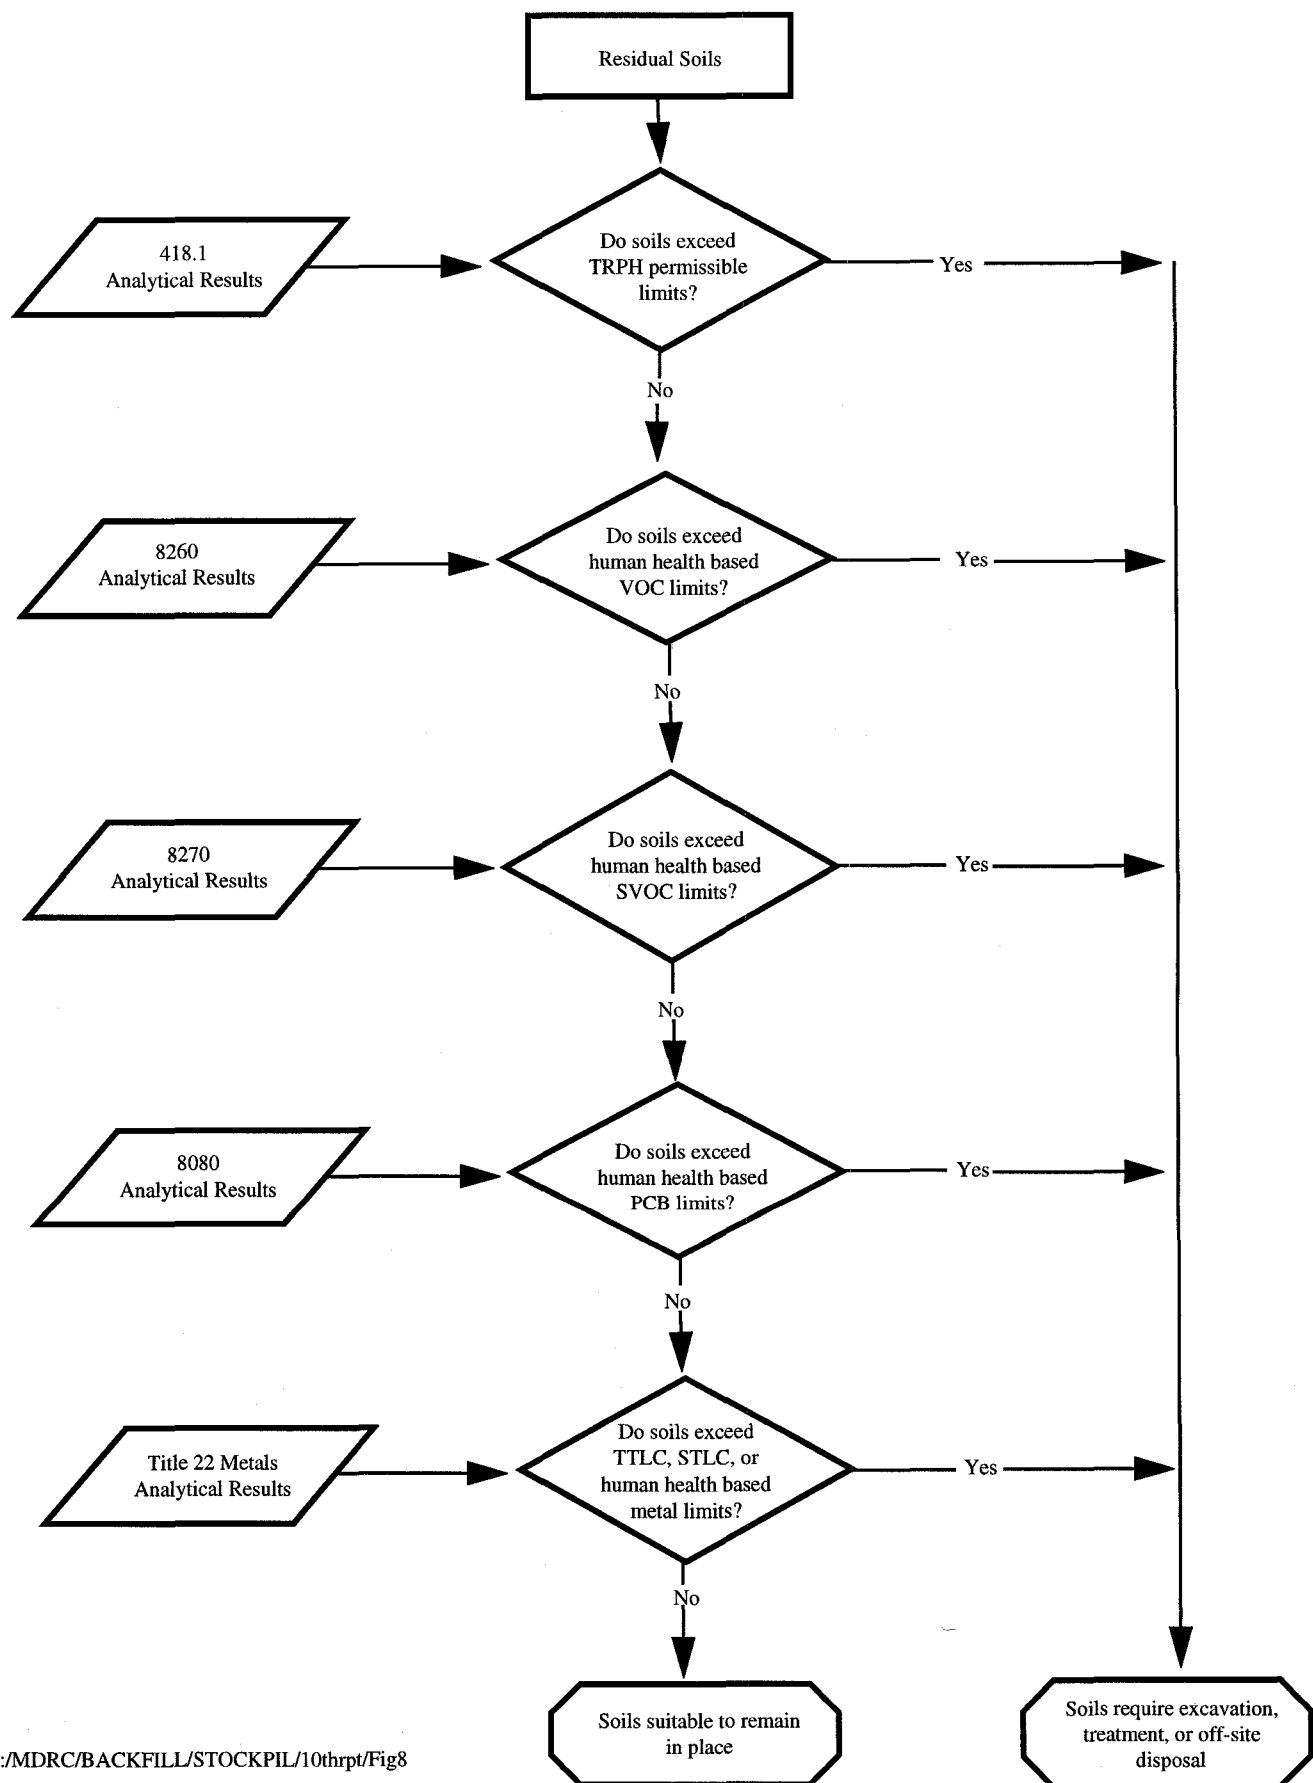 Residual Soils
418.1
Analytical Results
Do soils exceed
TRPH permissible
limits?
Yes
No
8260
Analytical Results
Do soils exceed
human health based
VOC limits?
Yes
No
8270
Analytical Results
Do soils exceed
human health based
SVOC limits?
Yes
No
8080
Analytical Results
Do soils exceed
human health based
PCB limits?
Yes
No
Title 22 Metals
Analytical Results
Do soils exceed
TTLC, STLC, or
human health based
metal limits?
Yes
No
Soils suitable to remain
in place
Soils require excavation,
treatment, or off-site
disposal
:/MDRC/BACKFILL/STOCKPIL/10thrpt/Fig8